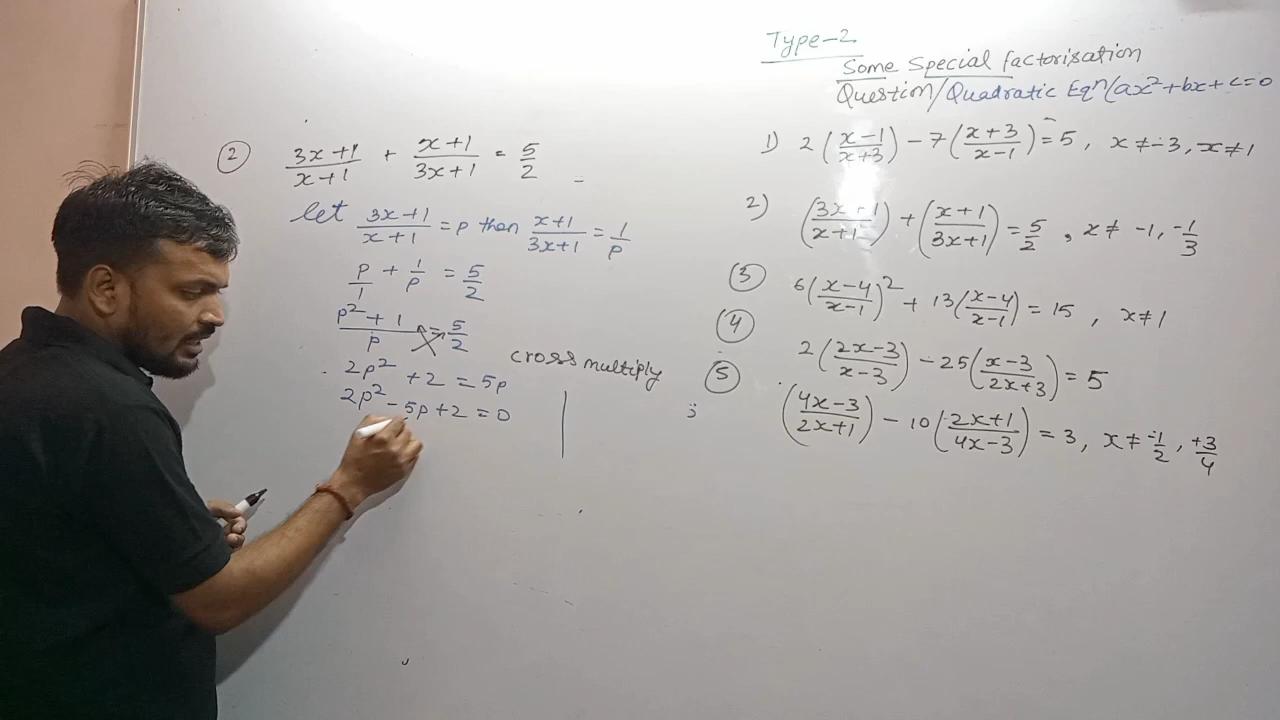 Type-2
Some Special factorisation
Question/Quadratic Eqⁿ(ax²+bx+c=0
② (3x+1)/(x+1) + (x+1)/(3x+1) = 5/2
let (3x+1)/(x+1) = p then (x+1)/(3x+1) = 1/p
p/1 + 1/p = 5/2
(p²+1)/p = 5/2
cross multiply
2p² + 2 = 5p
2p² - 5p + 2 = 0
1) 2((x-1)/(x+3)) - 7((x+3)/(x-1)) = 5, x ≠ -3, x ≠ 1
2) ((3x+1)/(x+1)) + ((x+1)/(3x+1)) = 5/2, x ≠ -1, -1/3
③ 6((x-4)/(x-1))² + 13((x-4)/(x-1)) = 15, x ≠ 1
④ 2((2x-3)/(x-3)) - 25((x-3)/(2x+3)) = 5
⑤ ((4x-3)/(2x+1)) - 10((2x+1)/(4x-3)) = 3, x ≠ -1/2, +3/4